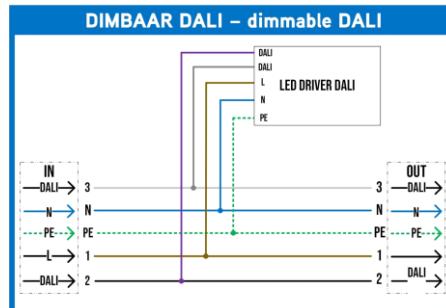 DIMBAAR DALI – dimmable DALI
DALI
DALI
L
N
PE
LED DRIVER DALI
IN
OUT
DALI 3 3 DALI
N N N N
PE PE PE PE
L 1 1
DALI 2 2 DALI